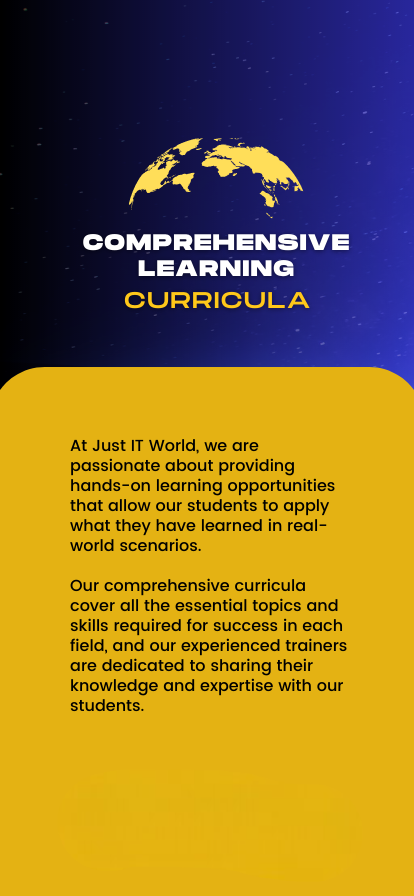 COMPREHENSIVE
LEARNING
CURRICULA
At Just IT World, we are
passionate about providing
hands-on learning opportunities
that allow our students to apply
what they have learned in real-
world scenarios.
Our comprehensive curricula
cover all the essential topics and
skills required for success in each
field, and our experienced trainers
are dedicated to sharing their
knowledge and expertise with our
students.